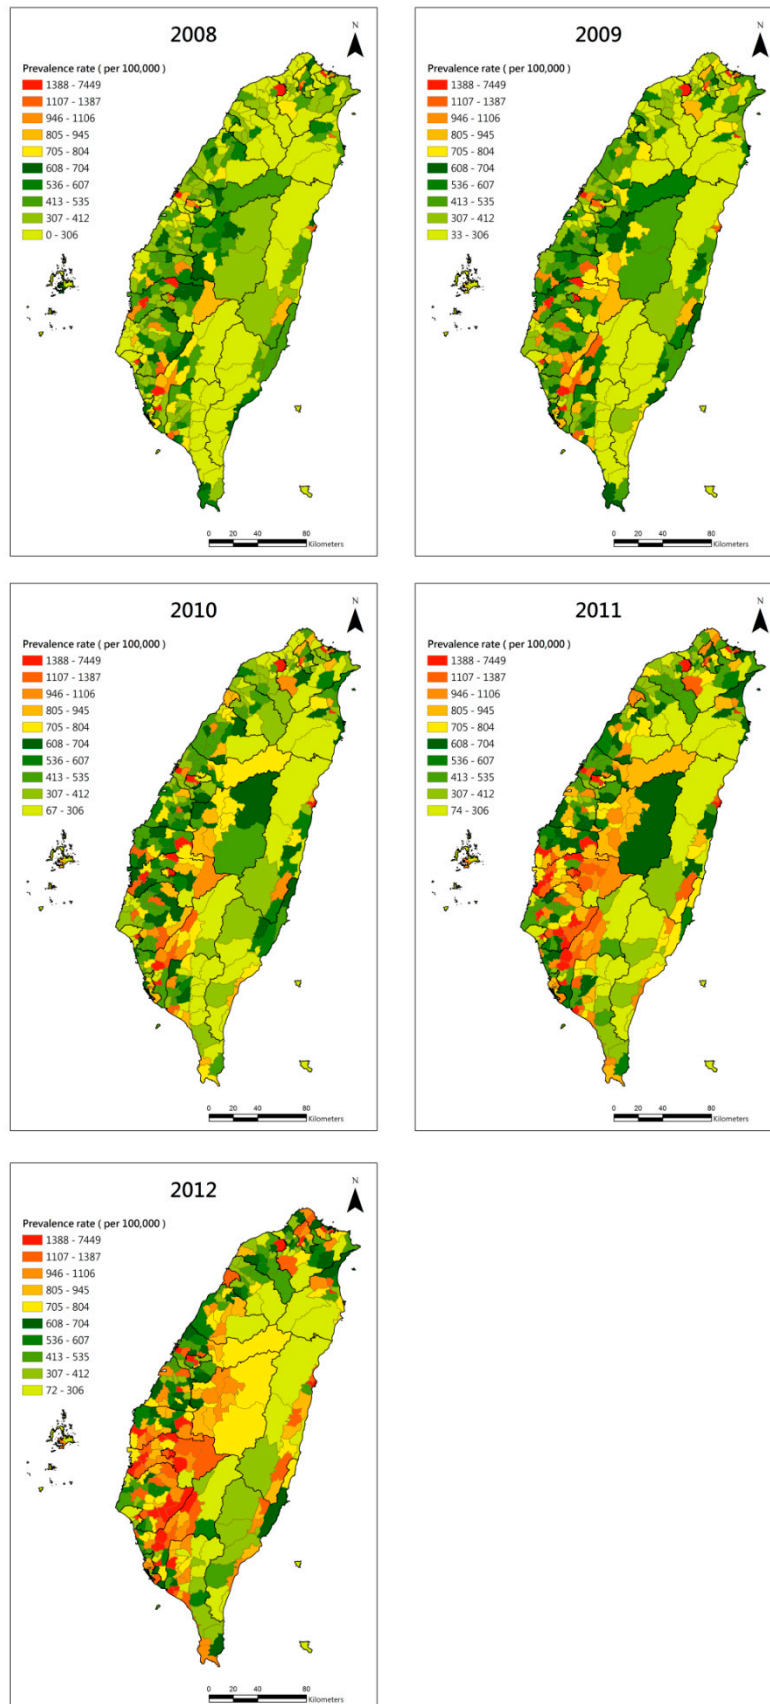 2008
N
Prevalence rate ( per 100,000 )
1388 - 7449
1107 - 1387
946 - 1106
805 - 945
705 - 804
608 - 704
536 - 607
413 - 535
307 - 412
0 - 306
0 20 40 80
Kilometers
2009
N
Prevalence rate ( per 100,000 )
1388 - 7449
1107 - 1387
946 - 1106
805 - 945
705 - 804
608 - 704
536 - 607
413 - 535
307 - 412
33 - 306
0 20 40 80
Kilometers
2010
N
Prevalence rate ( per 100,000 )
1388 - 7449
1107 - 1387
946 - 1106
805 - 945
705 - 804
608 - 704
536 - 607
413 - 535
307 - 412
67 - 306
0 20 40 80
Kilometers
2011
N
Prevalence rate ( per 100,000 )
1388 - 7449
1107 - 1387
946 - 1106
805 - 945
705 - 804
608 - 704
536 - 607
413 - 535
307 - 412
74 - 306
0 20 40 80
Kilometers
2012
N
Prevalence rate ( per 100,000 )
1388 - 7449
1107 - 1387
946 - 1106
805 - 945
705 - 804
608 - 704
536 - 607
413 - 535
307 - 412
72 - 306
0 20 40 80
Kilometers